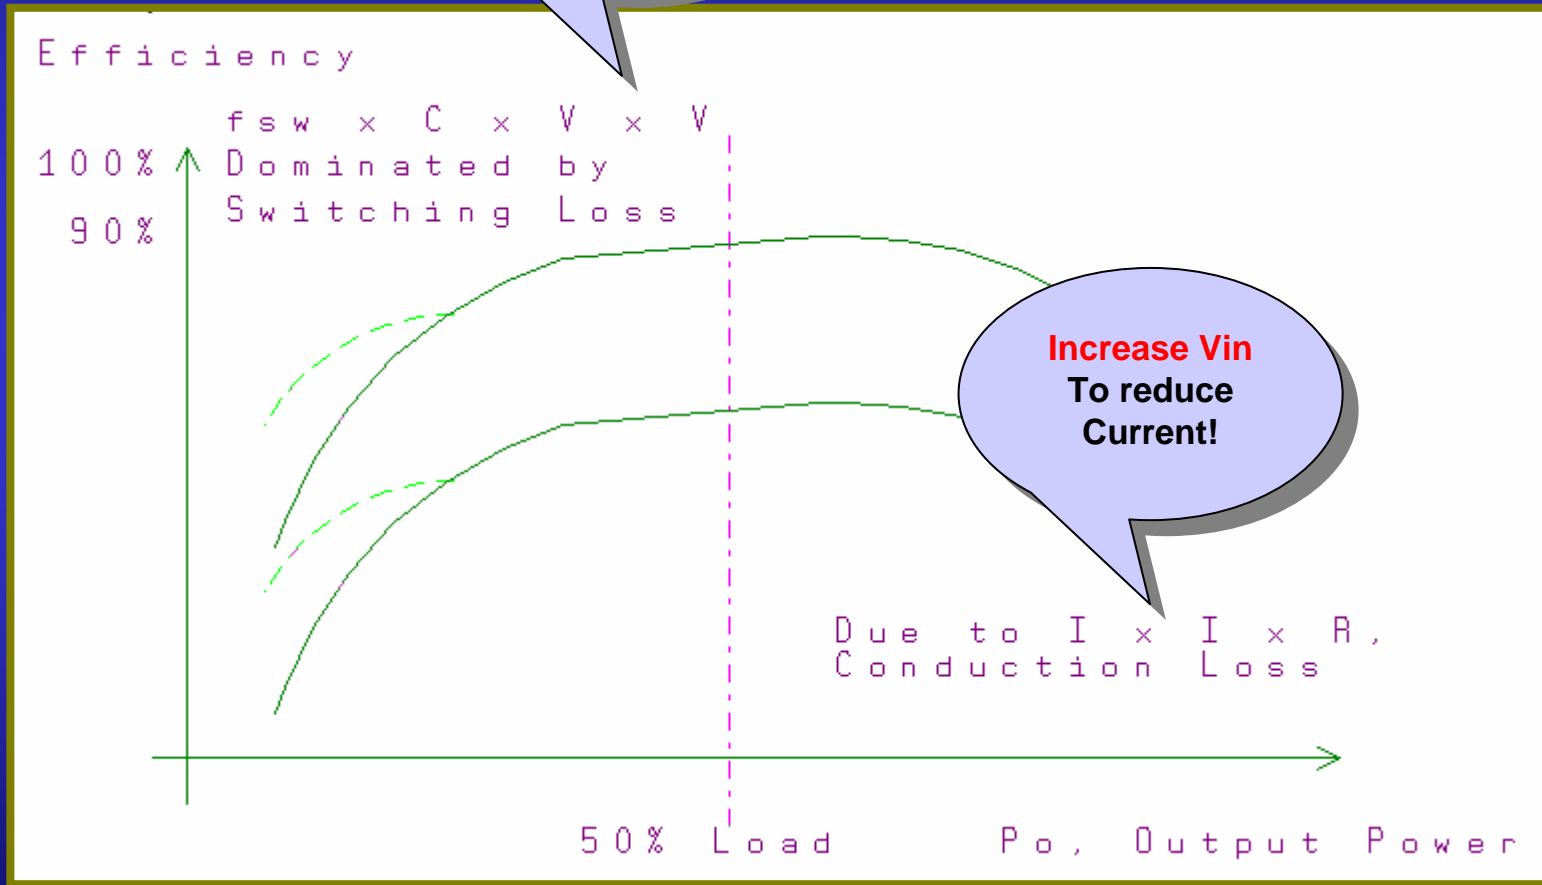 Efficiency
fsw x C x V x V
100%
Dominated by
90%
Switching Loss
Increase Vin
To reduce
Current!
Due to I x I x R,
Conduction Loss
50% Load
Po, Output Power